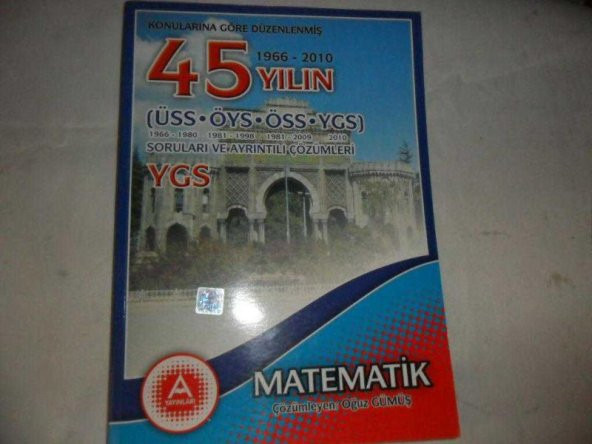 KONULARINA GÖRE DÜZENLENMİŞ
1966 - 2010
45 YILIN
(ÜSS•ÖYS•ÖSS•YGS)
1966 - 1980 1981 - 1998 1981 - 2009 2010
SORULARI VE AYRINTILI ÇÖZÜMLERİ
YGS
A
YAYINLARI
MATEMATİK
Çözümleyen: Oğuz GÜMÜŞ